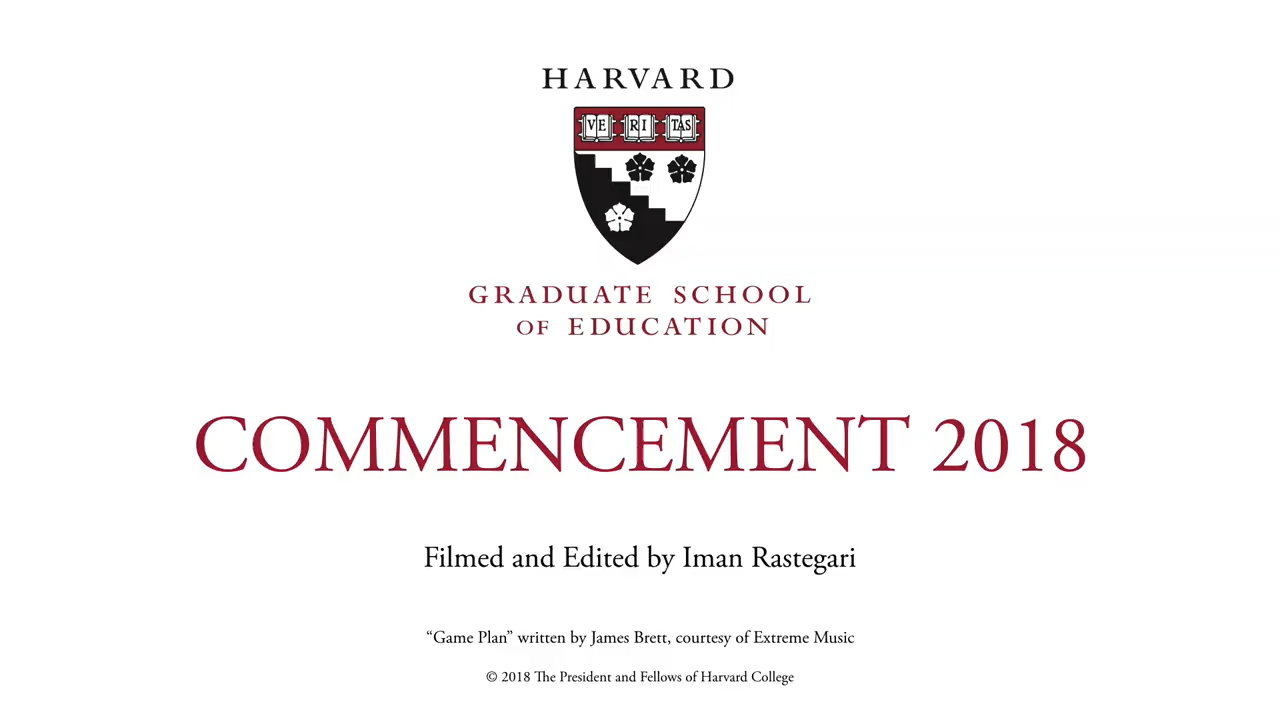 HARVARD
VE RI TAS
GRADUATE SCHOOL
OF EDUCATION
COMMENCEMENT 2018
Filmed and Edited by Iman Rastegari
“Game Plan” written by James Brett, courtesy of Extreme Music
© 2018 The President and Fellows of Harvard College